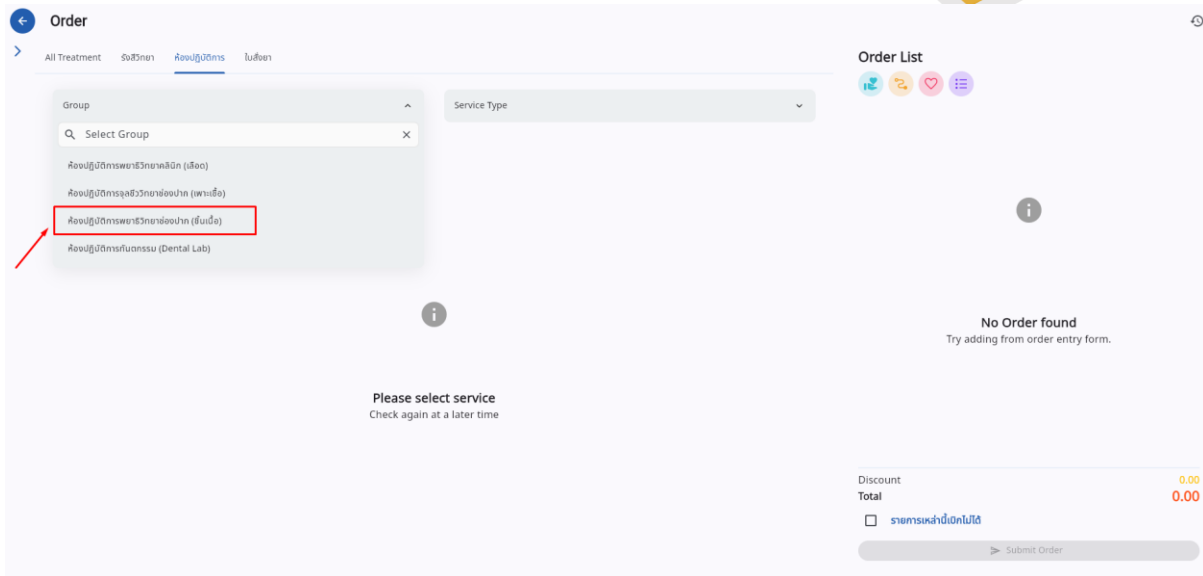 Order
All Treatment รังสีวิทยา ห้องปฏิบัติการ ใบสั่งยา
Group
Service Type
Select Group
ห้องปฏิบัติการพยาธิวิทยาคลินิก (เลือด)
ห้องปฏิบัติการจุลชีววิทยาช่องปาก (เพาะเชื้อ)
ห้องปฏิบัติการพยาธิวิทยาช่องปาก (ชิ้นเนื้อ)
ห้องปฏิบัติการทันตกรรม (Dental Lab)
Please select service
Check again at a later time
Order List
No Order found
Try adding from order entry form.
Discount 0.00
Total 0.00
รายการเหล่านี้เบิกไม่ได้
Submit Order